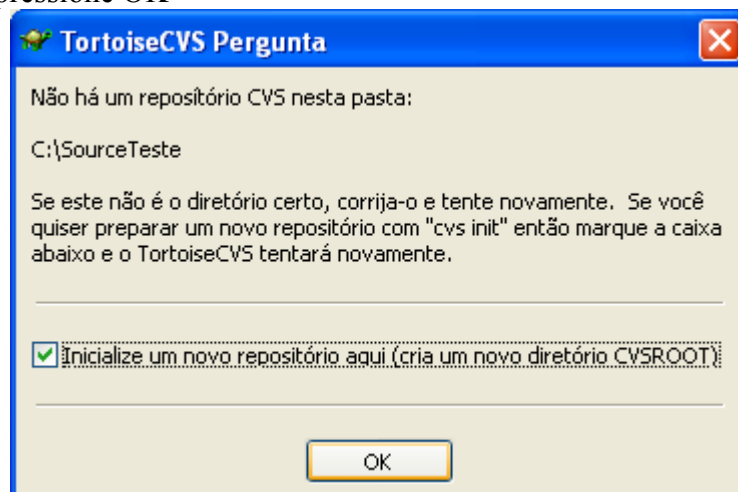 pressione OK
TortoiseCVS Pergunta
Não há um repositório CVS nesta pasta:
C:\SourceTeste
Se este não é o diretório certo, corrija-o e tente novamente. Se você
quiser preparar um novo repositório com "cvs init" então marque a caixa
abaixo e o TortoiseCVS tentará novamente.
Inicialize um novo repositório aqui (cria um novo diretório CVSROOT)
OK